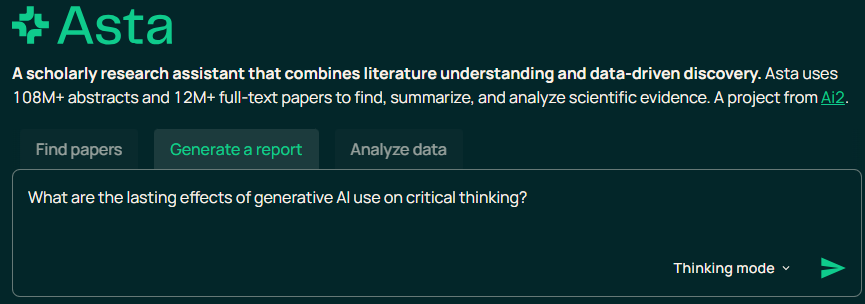 Asta
A scholarly research assistant that combines literature understanding and data-driven discovery. Asta uses
108M+ abstracts and 12M+ full-text papers to find, summarize, and analyze scientific evidence. A project from Ai2.
Find papers
Generate a report
Analyze data
What are the lasting effects of generative AI use on critical thinking?
Thinking mode